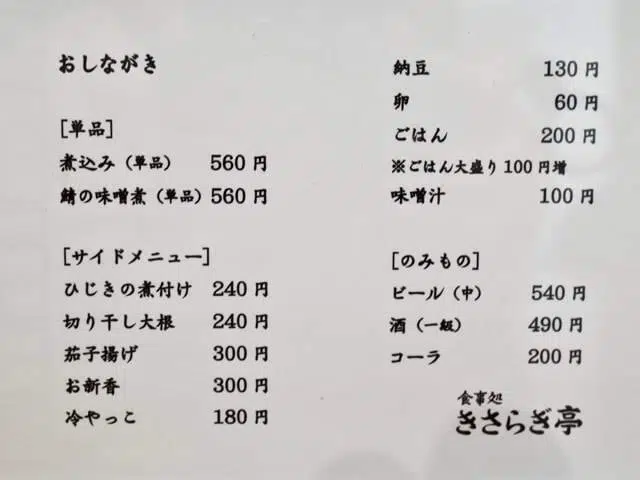 おしながき
[単品]
煮込み（単品） 560 円
鯖の味噌煮（単品） 560 円
[サイドメニュー]
ひじきの煮付け 240 円
切り干し大根 240 円
茄子揚げ 300 円
お新香 300 円
冷やっこ 180 円
納豆 130 円
卵 60 円
ごはん 200 円
※ごはん大盛り 100 円増
味噌汁 100 円
[のみもの]
ビール（中） 540 円
酒（一級） 490 円
コーラ 200 円
食事処
きさらぎ亭